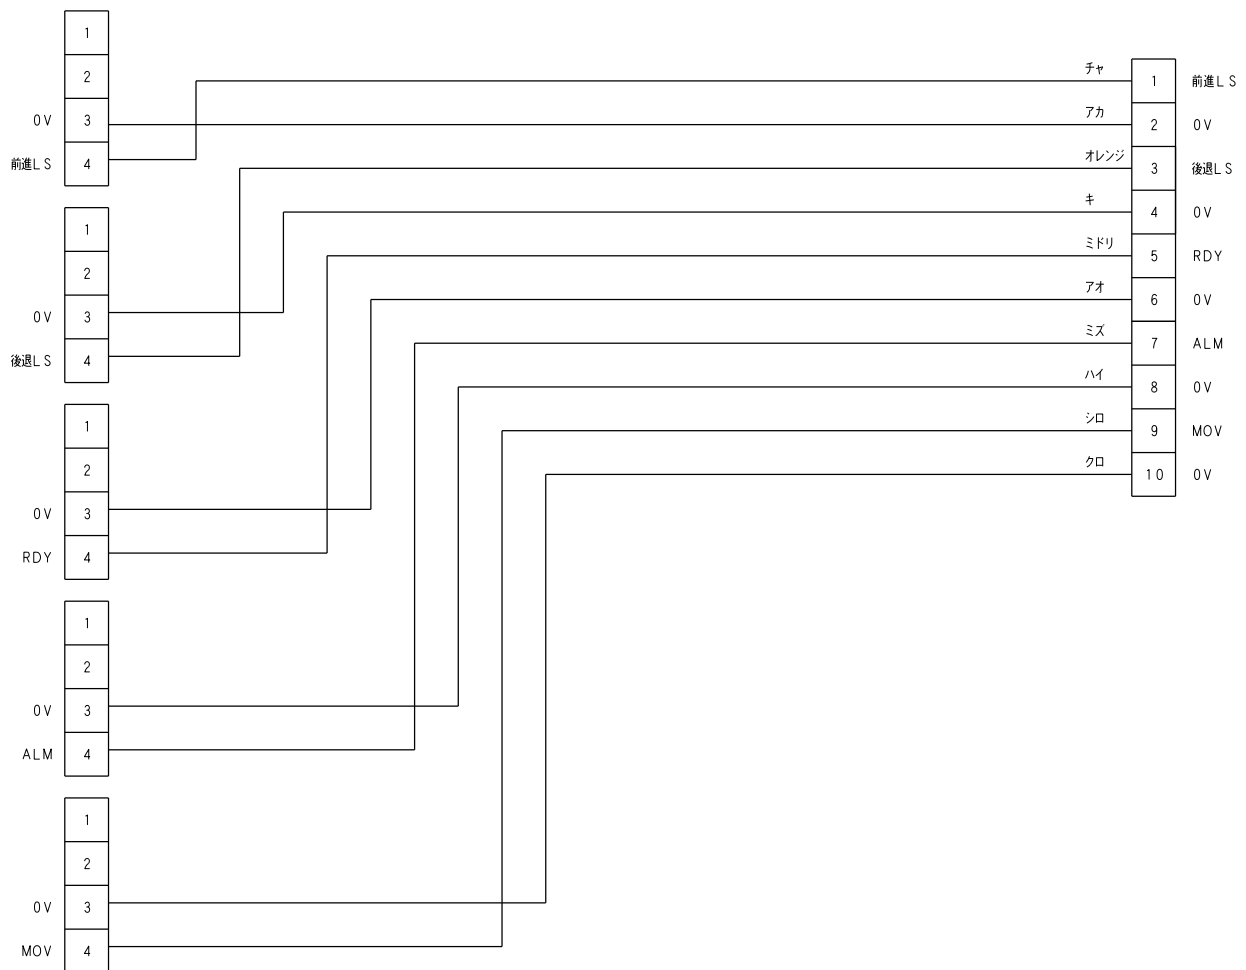 1
2
0V 3
前進LS 4
1
2
0V 3
後退LS 4
1
2
0V 3
RDY 4
1
2
0V 3
ALM 4
1
2
0V 3
MOV 4
チャ 1 前進LS
アカ 2 0V
オレンジ 3 後退LS
キ 4 0V
ミドリ 5 RDY
アオ 6 0V
ミズ 7 ALM
ハイ 8 0V
シロ 9 MOV
クロ 10 0V